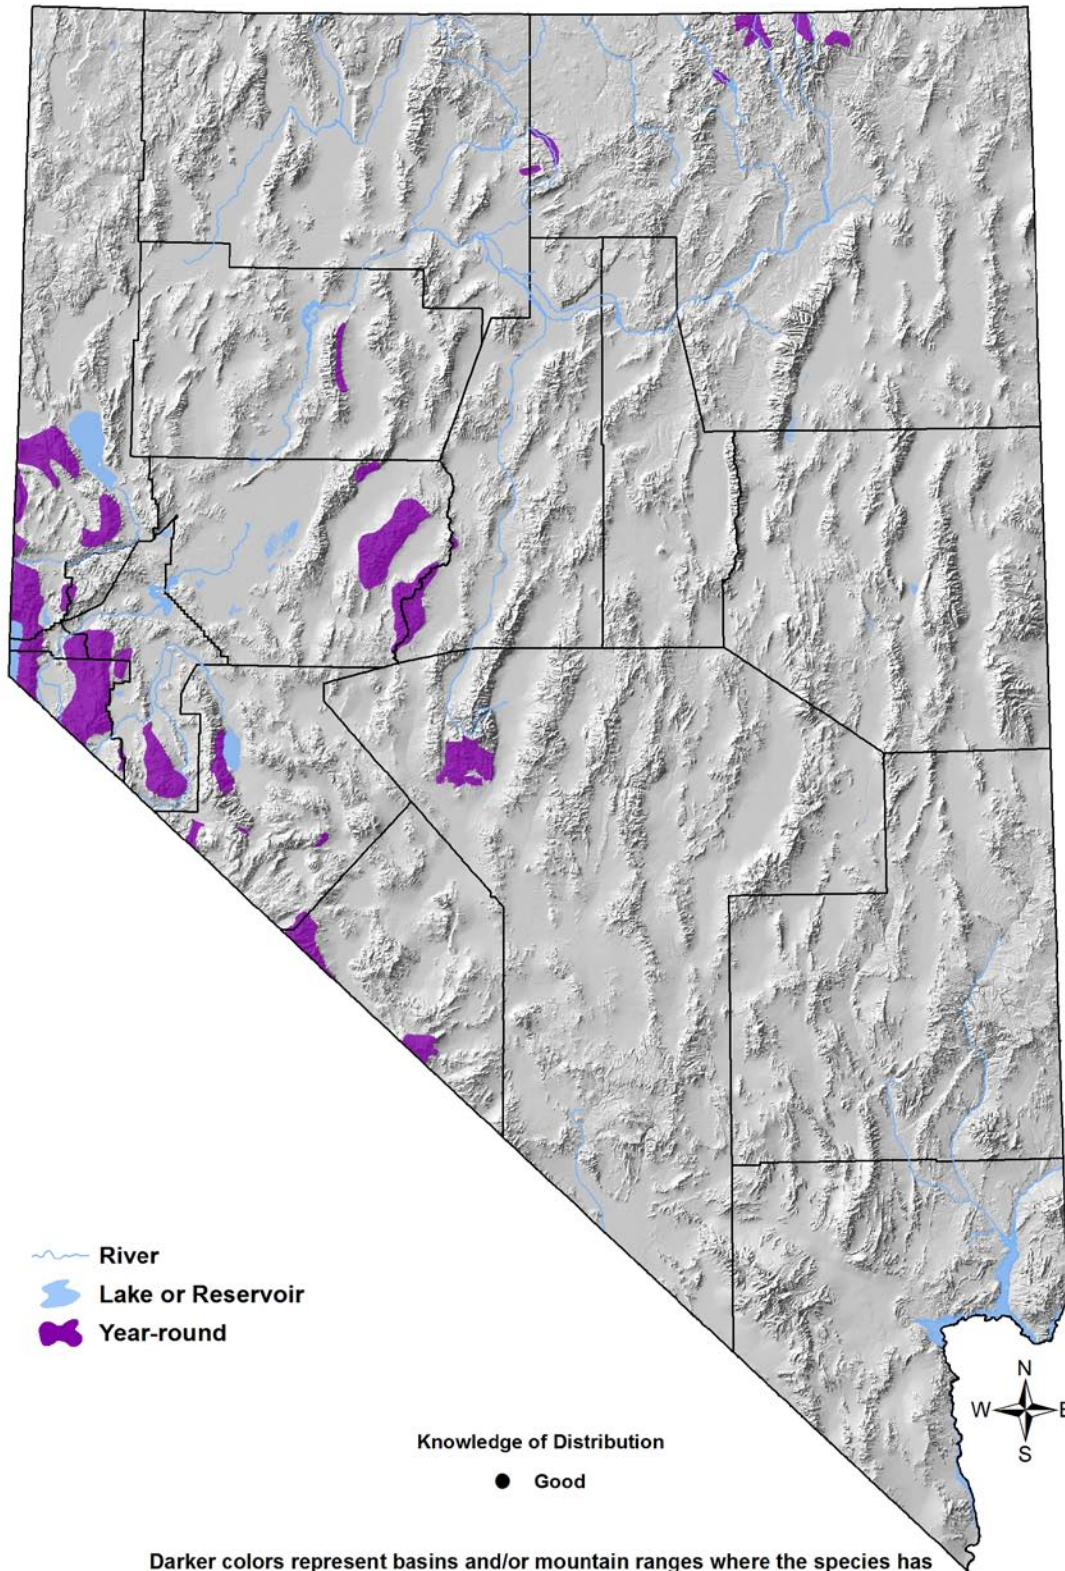 River
Lake or Reservoir
Year-round
N
W
E
S
Knowledge of Distribution
Good
Darker colors represent basins and/or mountain ranges where the species has